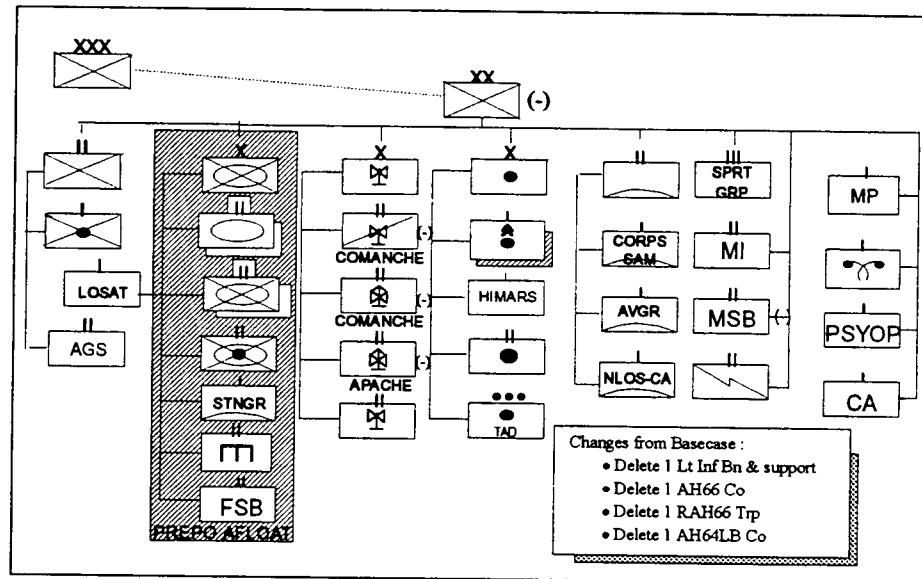 XXX
XX
(-)
II
X
X
X
II
III
SPRT
GRP
I
MP
I
II
II
(-)
COMANCHE
I
I
CORPS
SAM
II
MI
I
LOSAT
II
II
(-)
COMANCHE
HIMARS
I
AVGR
II
MSB
(-)
I
PSYOP
II
AGS
II
II
(-)
APACHE
II
I
NLOS-CA
II
I
CA
I
STNGR
II
TAD
II
II
FSB
PREPO AFLOAT
Changes from Basecase :
● Delete 1 Lt Inf Bn & support
● Delete 1 AH66 Co
● Delete 1 RAH66 Trp
● Delete 1 AH64LB Co